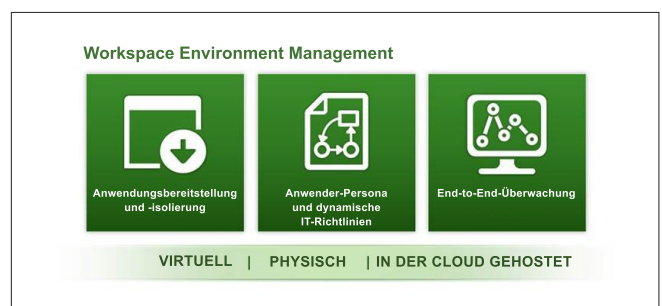 Workspace Environment Management
Anwendungsbereitstellung
und -isolierung
Anwender-Persona
und dynamische
IT-Richtlinien
End-to-End-Überwachung
VIRTUELL | PHYSISCH | IN DER CLOUD GEHOSTET